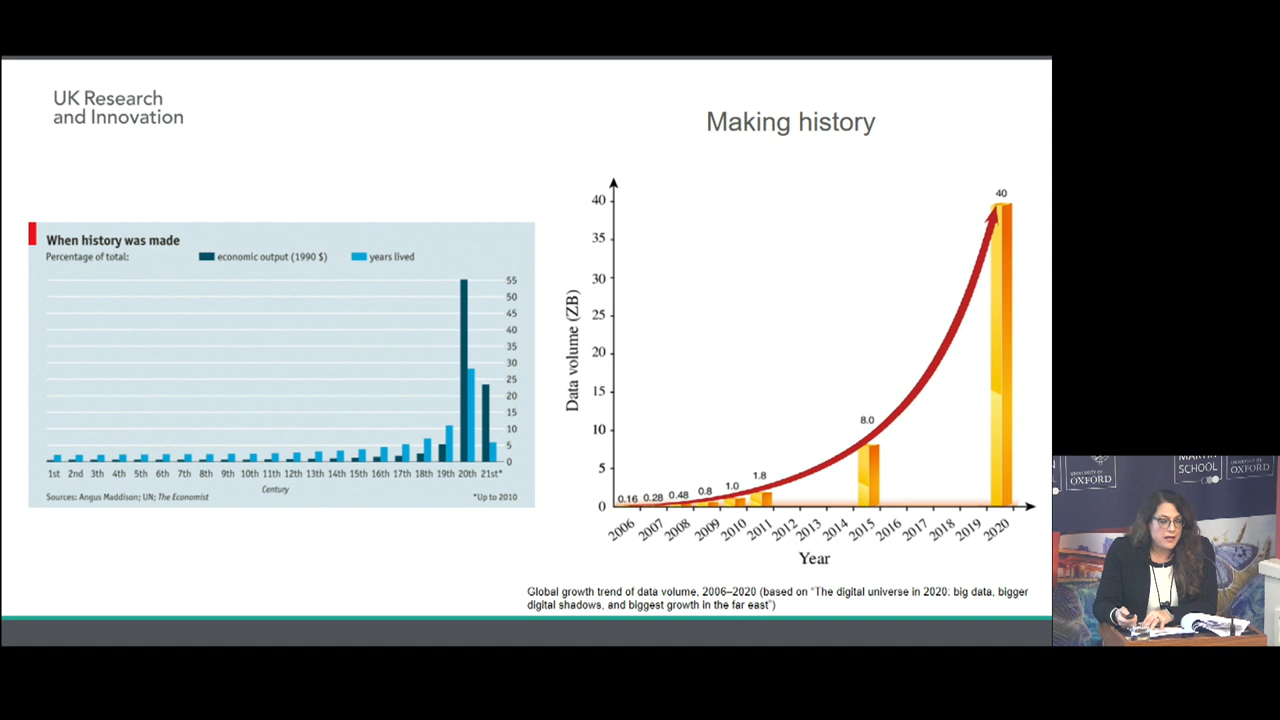 UK Research
and Innovation
Making history
When history was made
Percentage of total:
economic output (1990 $)
years lived
55
50
45
40
35
30
25
20
15
10
5
0
1st 2nd 3th 4th 5th 6th 7th 8th 9th 10th 11th 12th 13th 14th 15th 16th 17th 18th 19th 20th 21st*
Century
Sources: Angus Maddison; UN; The Economist
*Up to 2010
Data volume (ZB)
40
35
30
25
20
15
10
5
0
0.16 0.28 0.48 0.8 1.0 1.8 8.0 40
2006 2007 2008 2009 2010 2011 2012 2013 2014 2015 2016 2017 2018 2019 2020
Year
Global growth trend of data volume, 2006–2020 (based on “The digital universe in 2020: big data, bigger
digital shadows, and biggest growth in the far east”)
UNIVERSITY OF
OXFORD
MARTIN
SCHOOL
UNIVERSITY OF
OXFORD